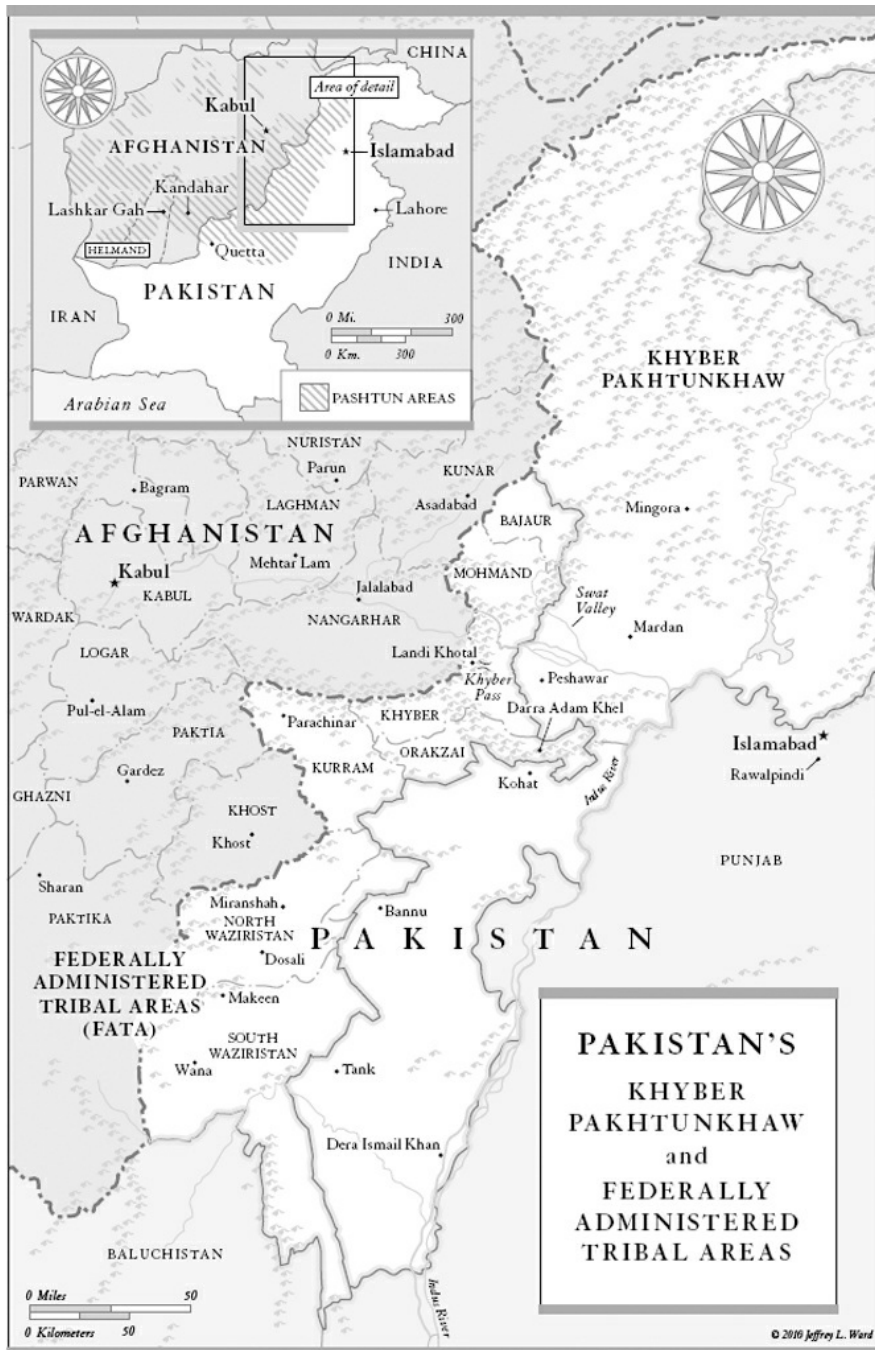 CHINA
Area of detail
Kabul
AFGHANISTAN
Islamabad
Kandahar
Lashkar Gah
Lahore
HELMAND
Quetta
INDIA
PAKISTAN
IRAN
0 Mi. 300
0 Km. 300
Arabian Sea
PASHTUN AREAS
KHYBER
PAKHTUNKHAW
NURISTAN
Parun
KUNAR
PARWAN
Bagram
LAGHMAN
Asadabad
BAJAUR
Mingora
AFGHANISTAN
Mehtar Lam
MOHMAND
Kabul
KABUL
Jalalabad
Swat
Valley
WARDAK
NANGARHAR
Mardan
LOGAR
Landi Khotal
Khyber
Pass
Peshawar
Pul-el-Alam
Parachinar
KHYBER
Darra Adam Khel
PAKTIA
ORAKZAI
Islamabad
KURRAM
Rawalpindi
Gardez
Kohat
Indus River
GHAZNI
KHOST
Khost
PUNJAB
Sharan
Miranshah
Bannu
PAKTIKA
NORTH
WAZIRISTAN
PAKISTAN
Dosali
FEDERALLY
ADMINISTERED
TRIBAL AREAS
(FATA)
Makeen
SOUTH
WAZIRISTAN
Wana
Tank
Dera Ismail Khan
BALUCHISTAN
Indus River
0 Miles 50
0 Kilometers 50
PAKISTAN'S
KHYBER
PAKHTUNKHAW
and
FEDERALLY
ADMINISTERED
TRIBAL AREAS
© 2010 Jeffrey L. Ward